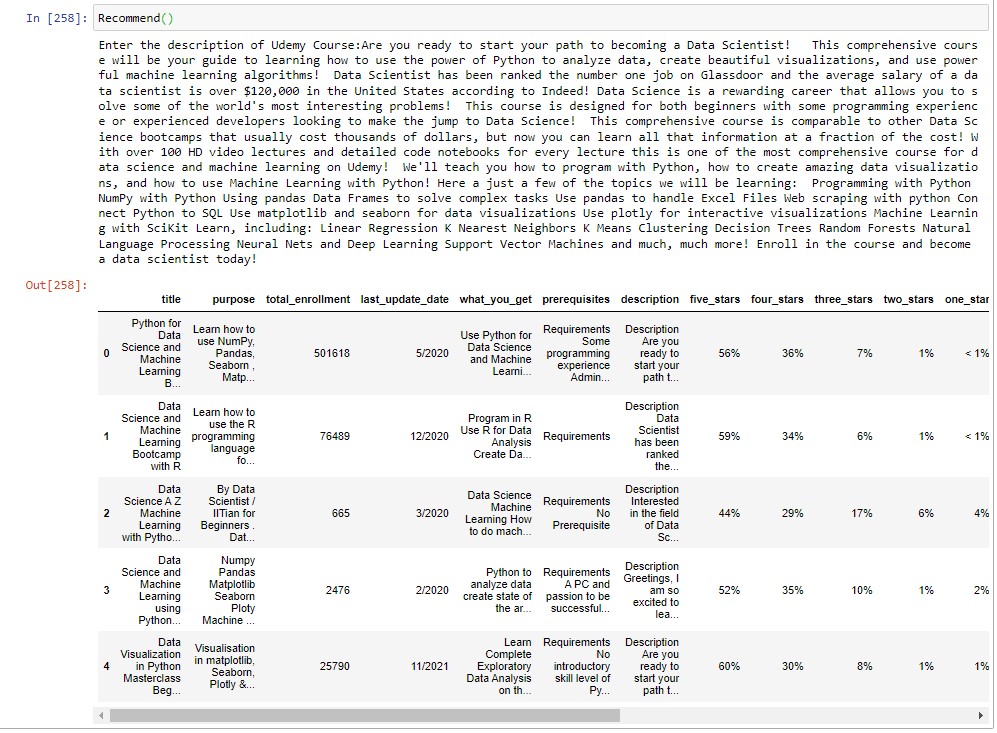 In [258]: Recommend()
Enter the description of Udemy Course:Are you ready to start your path to becoming a Data Scientist!   This comprehensive cours
e will be your guide to learning how to use the power of Python to analyze data, create beautiful visualizations, and use power
ful machine learning algorithms!  Data Scientist has been ranked the number one job on Glassdoor and the average salary of a da
ta scientist is over $120,000 in the United States according to Indeed! Data Science is a rewarding career that allows you to s
olve some of the world's most interesting problems!  This course is designed for both beginners with some programming experienc
e or experienced developers looking to make the jump to Data Science!  This comprehensive course is comparable to other Data Sc
ience bootcamps that usually cost thousands of dollars, but now you can learn all that information at a fraction of the cost! W
ith over 100 HD video lectures and detailed code notebooks for every lecture this is one of the most comprehensive course for d
ata science and machine learning on Udemy!  We'll teach you how to program with Python, how to create amazing data visualizatio
ns, and how to use Machine Learning with Python! Here a just a few of the topics we will be learning:  Programming with Python
NumPy with Python Using pandas Data Frames to solve complex tasks Use pandas to handle Excel Files Web scraping with python Con
nect Python to SQL Use matplotlib and seaborn for data visualizations Use plotly for interactive visualizations Machine Learnin
g with SciKit Learn, including: Linear Regression K Nearest Neighbors K Means Clustering Decision Trees Random Forests Natural
Language Processing Neural Nets and Deep Learning Support Vector Machines and much, much more! Enroll in the course and become
a data scientist today!
Out[258]:
title purpose total_enrollment last_update_date what_you_get prerequisites description five_stars four_stars three_stars two_stars one_star
0
Python for
Data
Science and
Machine
Learning
B...
Learn how to
use NumPy,
Pandas,
Seaborn ,
Matp...
501618
5/2020
Use Python for
Data Science
and Machine
Learni...
Requirements
Some
programming
experience
Admin...
Description
Are you
ready to
start your
path t...
56% 36% 7% 1% < 1%
1
Data
Science and
Machine
Learning
Bootcamp
with R
Learn how to
use the R
programming
language
fo...
76489
12/2020
Program in R
Use R for Data
Analysis
Create Da...
Requirements
Description
Data
Scientist
has been
ranked
the...
59% 34% 6% 1% < 1%
2
Data
Science A Z
Machine
Learning
with Pytho...
By Data
Scientist /
IITian for
Beginners .
Dat...
665
3/2020
Data Science
Machine
Learning How
to do mach...
Requirements
No
Prerequisite
Description
Interested
in the field
of Data
Sc...
44% 29% 17% 6% 4%
3
Data
Science and
Machine
Learning
using
Python...
Numpy
Pandas
Matplotlib
Seaborn
Ploty
Machine ...
2476
2/2020
Python to
analyze data
create state of
the ar...
Requirements
A PC and
passion to be
successful...
Description
Greetings, I
am so
excited to
lea...
52% 35% 10% 1% 2%
4
Data
Visualization
in Python
Masterclass
Beg...
Visualisation
in matplotlib,
Seaborn,
Plotly &...
25790
11/2021
Learn
Complete
Exploratory
Data Analysis
on th...
Requirements
No
introductory
skill level of
Py...
Description
Are you
ready to
start your
path t...
60% 30% 8% 1% 1%